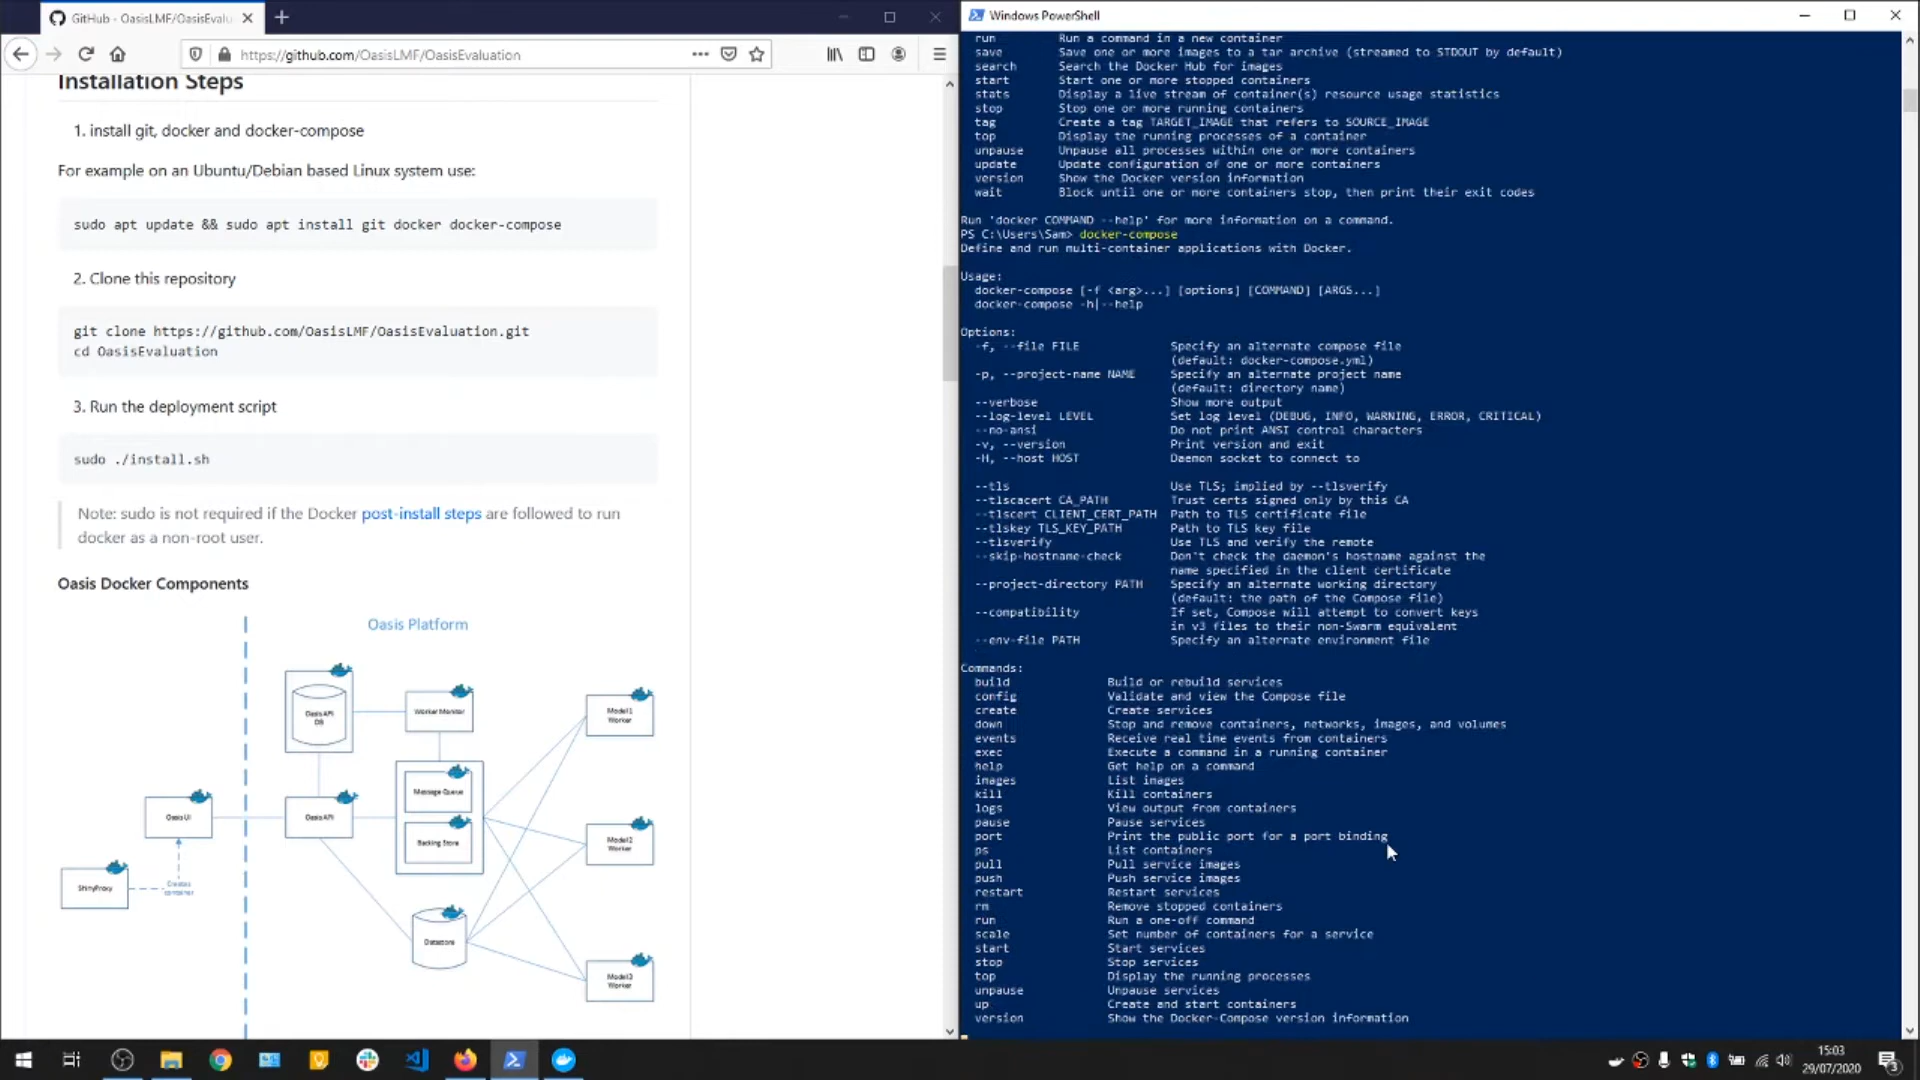 GitHub - OasisLMF/OasisEvalu
https://github.com/OasisLMF/OasisEvaluation
Installation Steps
1. install git, docker and docker-compose
For example on an Ubuntu/Debian based Linux system use:
sudo apt update && sudo apt install git docker docker-compose
2. Clone this repository
git clone https://github.com/OasisLMF/OasisEvaluation.git
cd OasisEvaluation
3. Run the deployment script
sudo ./install.sh
Note: sudo is not required if the Docker post-install steps are followed to run
docker as a non-root user.
Oasis Docker Components
Oasis Platform
Oasis API
DB
Worker Monitor
Model1
Worker
Message Queue
Oasis UI
Oasis API
Backing Store
Model2
Worker
ShinyProxy
Creates
container
Datastore
Model3
Worker
Windows PowerShell
run Run a command in a new container
save Save one or more images to a tar archive (streamed to STDOUT by default)
search Search the Docker Hub for images
start Start one or more stopped containers
stats Display a live stream of container(s) resource usage statistics
stop Stop one or more running containers
tag Create a tag TARGET_IMAGE that refers to SOURCE_IMAGE
top Display the running processes of a container
unpause Unpause all processes within one or more containers
update Update configuration of one or more containers
version Show the Docker version information
wait Block until one or more containers stop, then print their exit codes
Run 'docker COMMAND --help' for more information on a command.
PS C:\Users\Sam> docker-compose
Define and run multi-container applications with Docker.
Usage:
docker-compose [-f <arg>...] [options] [COMMAND] [ARGS...]
docker-compose -h|--help
Options:
-f, --file FILE Specify an alternate compose file
(default: docker-compose.yml)
-p, --project-name NAME Specify an alternate project name
(default: directory name)
--verbose Show more output
--log-level LEVEL Set log level (DEBUG, INFO, WARNING, ERROR, CRITICAL)
--no-ansi Do not print ANSI control characters
-v, --version Print version and exit
-H, --host HOST Daemon socket to connect to
--tls Use TLS; implied by --tlsverify
--tlscacert CA_PATH Trust certs signed only by this CA
--tlscert CLIENT_CERT_PATH Path to TLS certificate file
--tlskey TLS_KEY_PATH Path to TLS key file
--tlsverify Use TLS and verify the remote
--skip-hostname-check Don't check the daemon's hostname against the
name specified in the client certificate
--project-directory PATH Specify an alternate working directory
(default: the path of the Compose file)
--compatibility If set, Compose will attempt to convert keys
in v3 files to their non-Swarm equivalent
--env-file PATH Specify an alternate environment file
Commands:
build Build or rebuild services
config Validate and view the Compose file
create Create services
down Stop and remove containers, networks, images, and volumes
events Receive real time events from containers
exec Execute a command in a running container
help Get help on a command
images List images
kill Kill containers
logs View output from containers
pause Pause services
port Print the public port for a port binding
ps List containers
pull Pull service images
push Push service images
restart Restart services
rm Remove stopped containers
run Run a one-off command
scale Set number of containers for a service
start Start services
stop Stop services
top Display the running processes
unpause Unpause services
up Create and start containers
version Show the Docker-Compose version information
15:03
29/07/2020
3